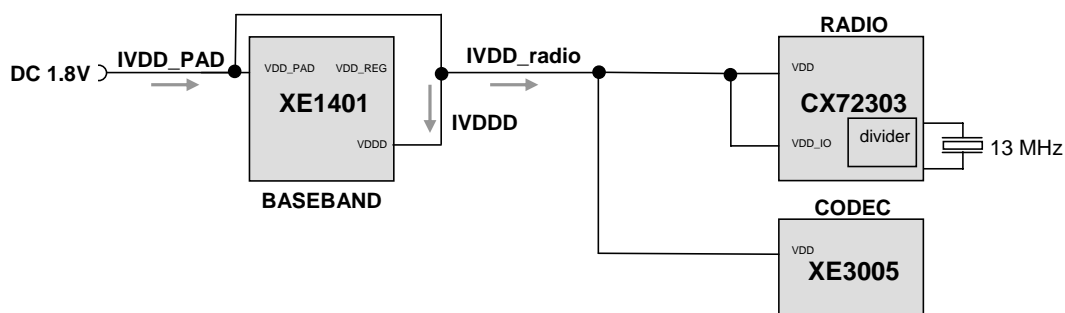 RADIO
IVDD_PAD
IVDD_radio
DC 1.8V
VDD_PAD
VDD_REG
VDD
XE1401
CX72303
IVDDD
VDDD
VDD_IO
divider
13 MHz
BASEBAND
CODEC
VDD
XE3005